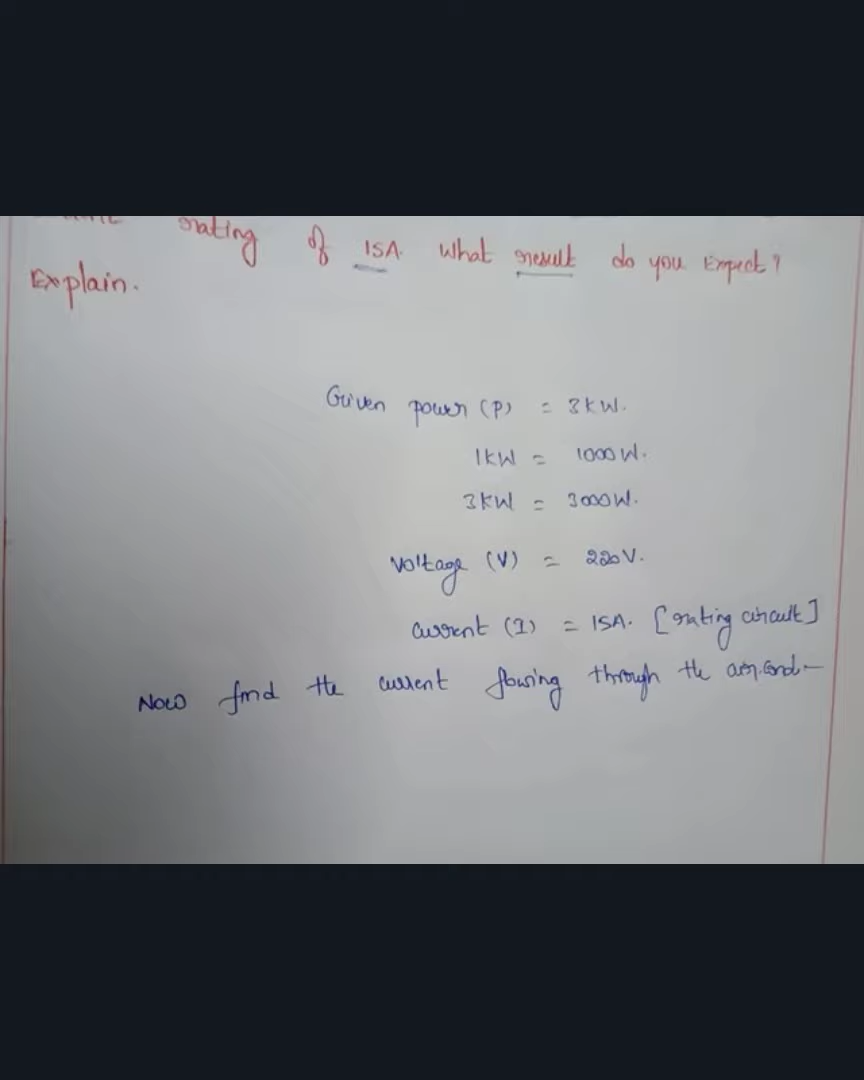 rating of 15A. What result do you Expect?
Explain.
Given power (P) = 3KW.
1KW = 1000W.
3KW = 3000W.
Voltage (V) = 220V.
Current (I) = 15A. [rating circuit]
Now find the current flowing through the air.cond-